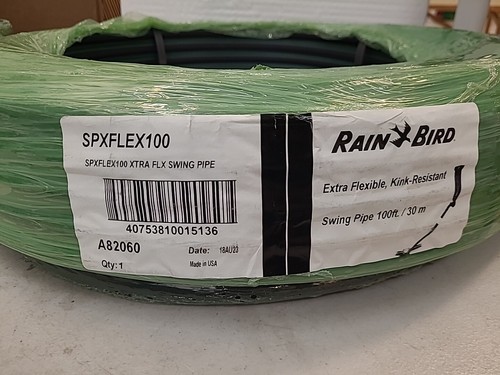 SPXFLEX100
SPXFLEX100 XTRA FLX SWING PIPE
40753810015136
A82060
Date: 18AU23
Qty: 1
Made in USA
RAIN BIRD
Extra Flexible, Kink-Resistant
Swing Pipe 100ft. / 30 m